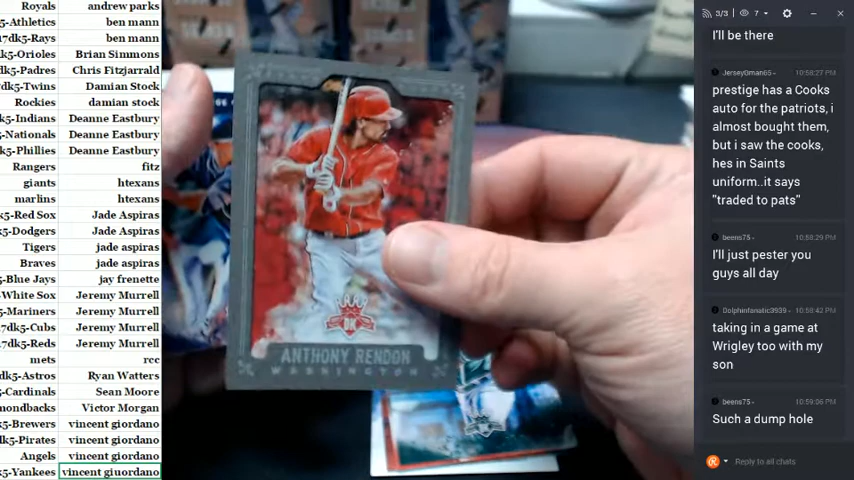 Royals andrew parks
5-Athletics ben mann
7dk5-Rays ben mann
dk5-Orioles Brian Simmons
dk5-Padres Chris Fitzjarrald
dk5-Twins Damian Stock
Rockies damian stock
k5-Indians Deanne Eastbury
5-Nationals Deanne Eastbury
k5-Phillies Deanne Eastbury
Rangers fitz
giants htexans
marlins htexans
k5-Red Sox Jade Aspiras
5-Dodgers Jade Aspiras
Tigers jade aspiras
Braves jade aspiras
5-Blue Jays jay frenette
White Sox Jeremy Murrell
5-Mariners Jeremy Murrell
7dk5-Cubs Jeremy Murrell
7dk5-Reds Jeremy Murrell
mets rcc
dk5-Astros Ryan Watters
-Cardinals Sean Moore
mondbacks Victor Morgan
k5-Brewers vincent giordano
k5-Pirates vincent giordano
Angels vincent giordano
5-Yankees vincent giuordano
DK
ANTHONY RENDON
WASHINGTON
3/3 7
I'll be there
Jersey0man65 - 10:58:27 PM
prestige has a Cooks
auto for the patriots, i
almost bought them,
but i saw the cooks,
hes in Saints
uniform..it says
"traded to pats"
beens75 - 10:58:29 PM
I'll just pester you
guys all day
Dolphinfanatic3939 - 10:58:42 PM
taking in a game at
Wrigley too with my
son
beens75 - 10:59:06 PM
Such a dump hole
Reply to all chats